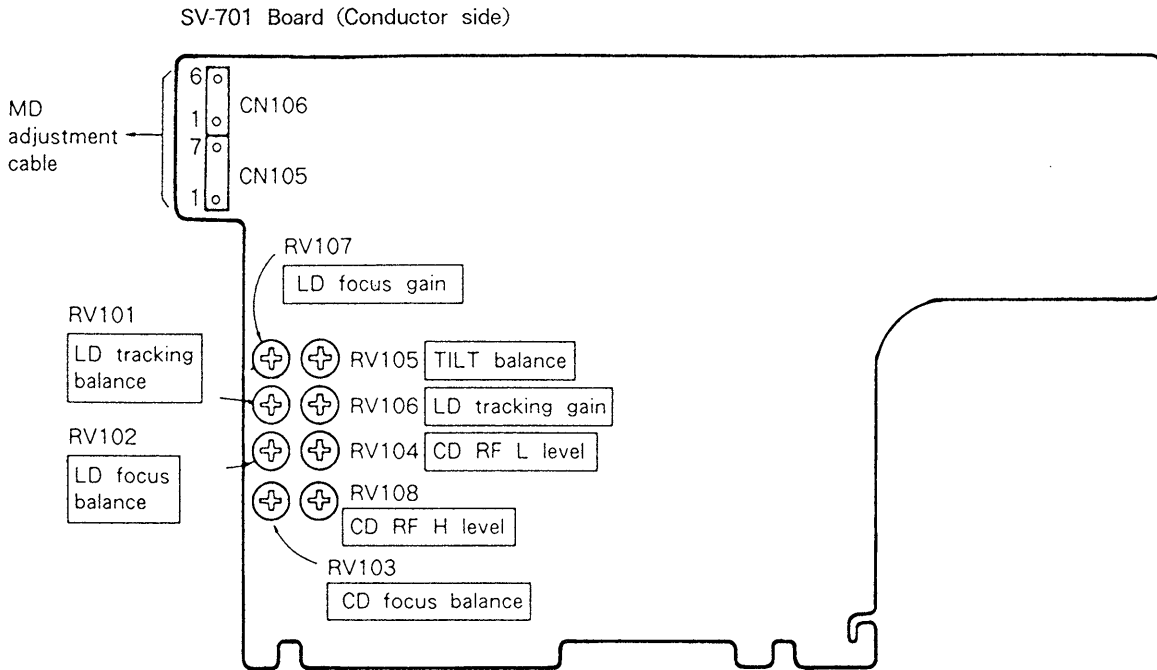 SV-701 Board (Conductor side)
MD
adjustment
cable
6
1
CN106
7
1
CN105
RV107
LD focus gain
RV101
LD tracking
balance
RV105 TILT balance
RV106 LD tracking gain
RV102
LD focus
balance
RV104 CD RF L level
RV108
CD RF H level
RV103
CD focus balance